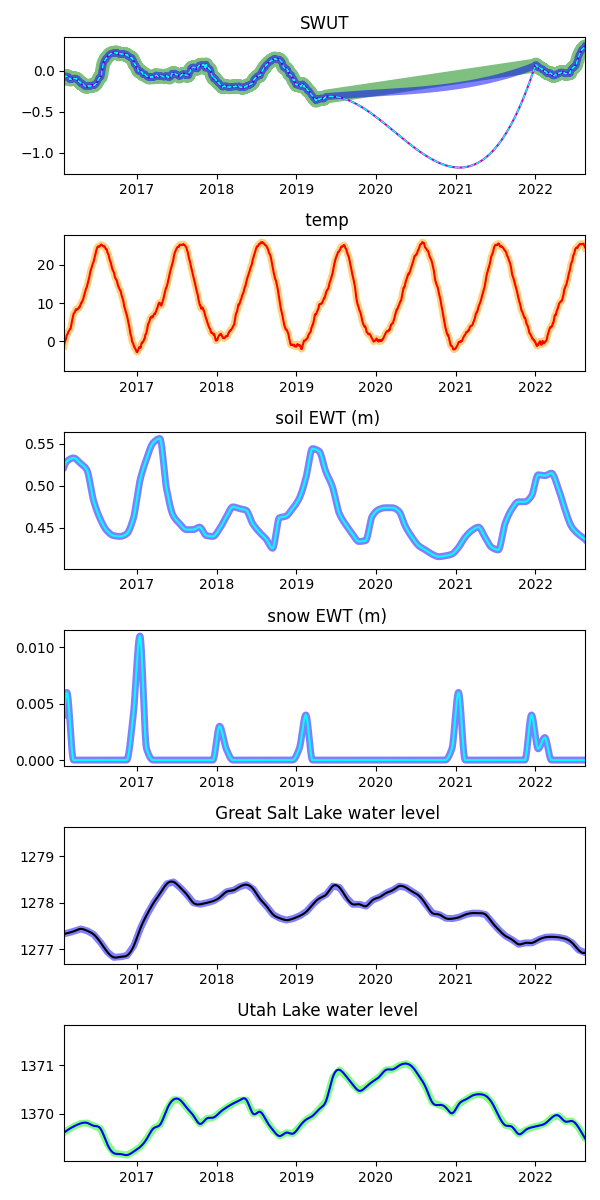 SWUT
0.0
−0.5
−1.0
2017 2018 2019 2020 2021 2022
temp
20
10
0
2017 2018 2019 2020 2021 2022
soil EWT (m)
0.55
0.50
0.45
2017 2018 2019 2020 2021 2022
snow EWT (m)
0.010
0.005
0.000
2017 2018 2019 2020 2021 2022
Great Salt Lake water level
1279
1278
1277
2017 2018 2019 2020 2021 2022
Utah Lake water level
1371
1370
2017 2018 2019 2020 2021 2022